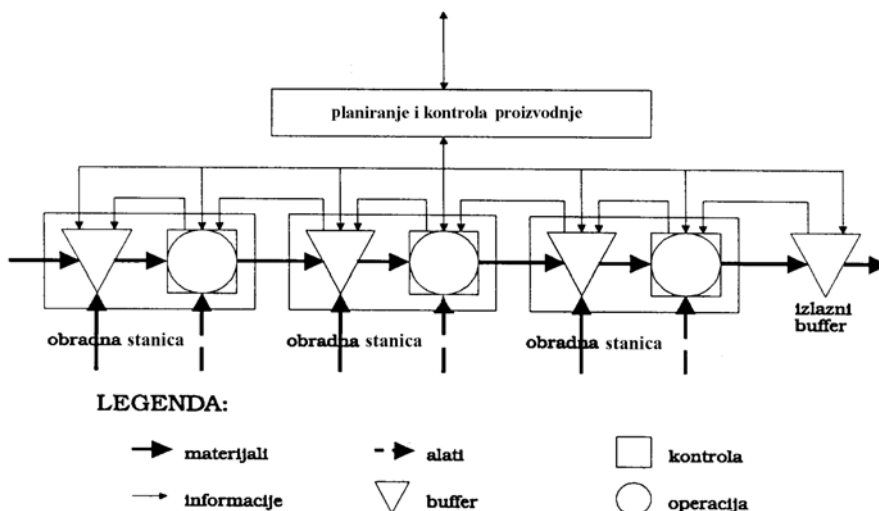 planiranje i kontrola proizvodnje
obradna stanica
obradna stanica
obradna stanica
izlazni
buffer
LEGENDA:
materijali
alati
kontrola
informacije
buffer
operacija